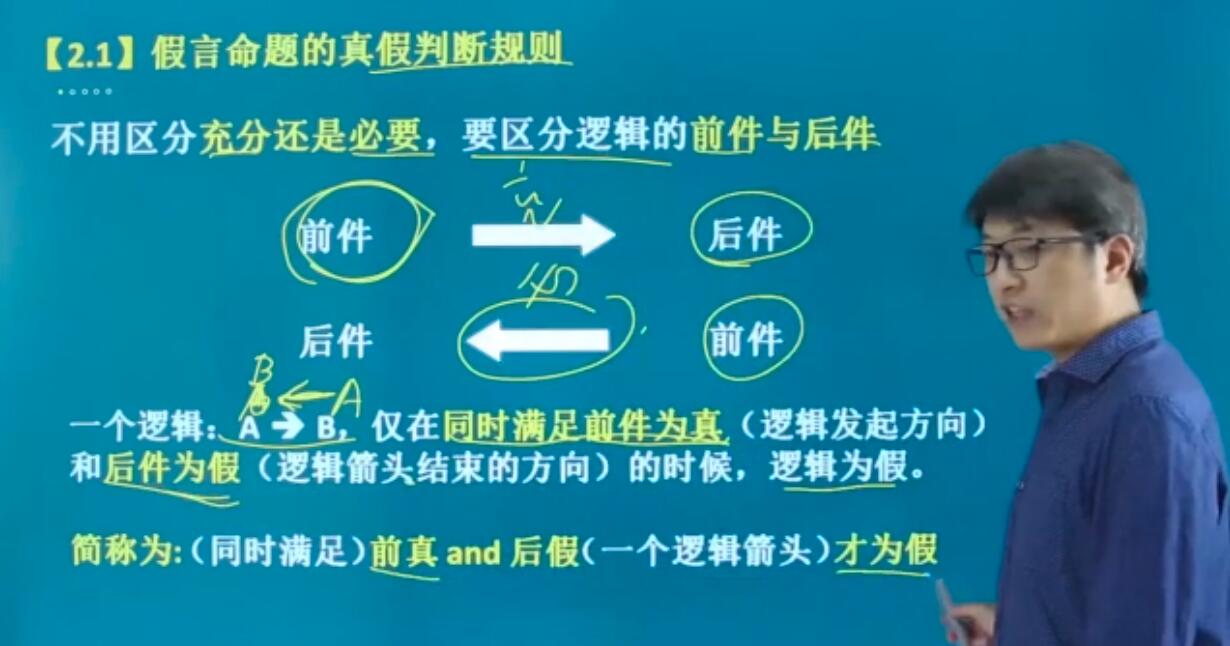 【2.1】假言命题的真假判断规则
不用区分充分还是必要，要区分逻辑的前件与后件
前件 后件
后件 前件
B ← A
一个逻辑：A → B，仅在同时满足前件为真（逻辑发起方向）
和后件为假（逻辑箭头结束的方向）的时候，逻辑为假。
简称为:（同时满足）前真 and 后假（一个逻辑箭头）才为假